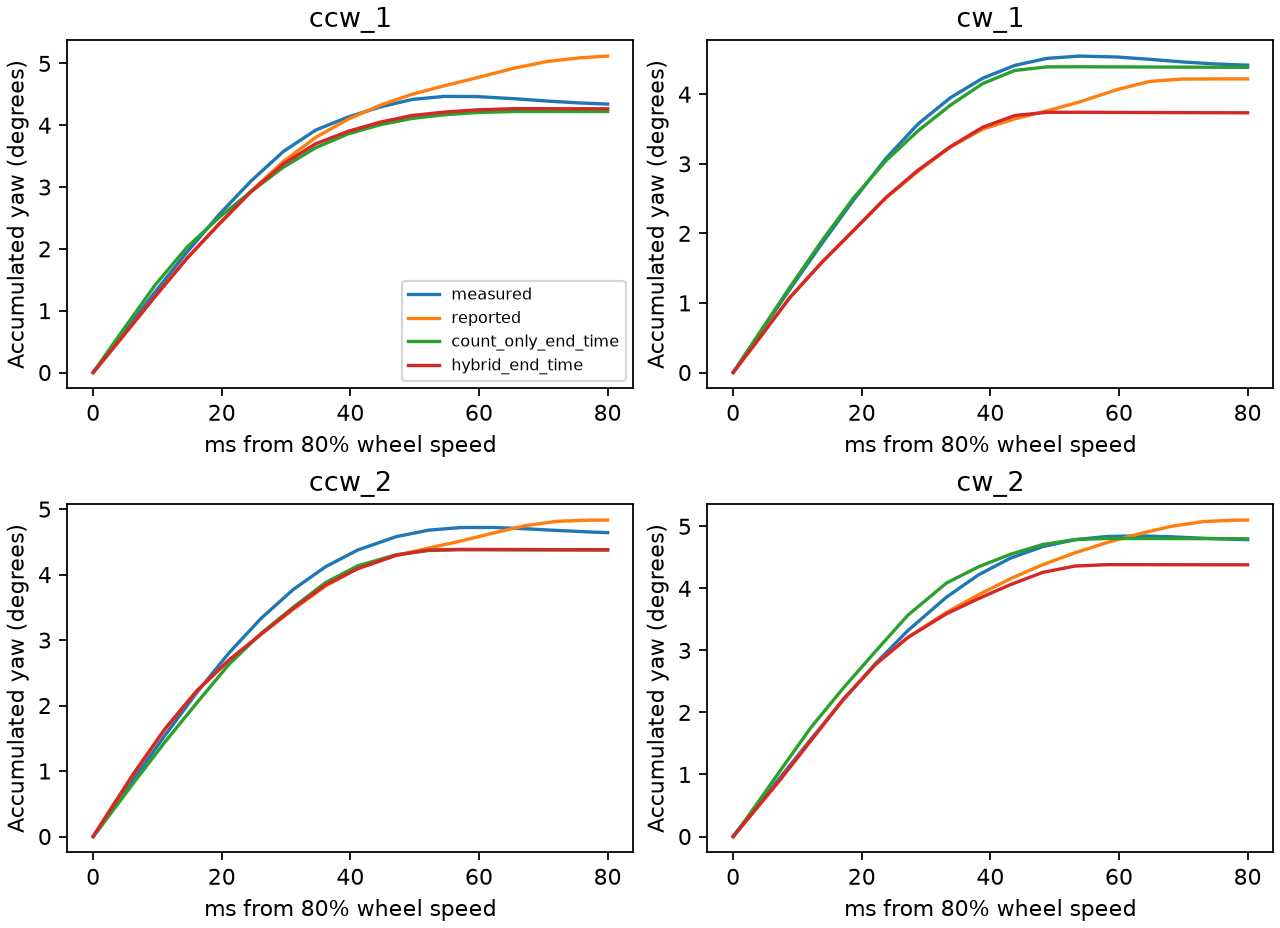 ccw_1
Accumulated yaw (degrees)
5
4
3
2
1
0
measured
reported
count_only_end_time
hybrid_end_time
0 20 40 60 80
ms from 80% wheel speed
cw_1
Accumulated yaw (degrees)
4
3
2
1
0
0 20 40 60 80
ms from 80% wheel speed
ccw_2
Accumulated yaw (degrees)
5
4
3
2
1
0
0 20 40 60 80
ms from 80% wheel speed
cw_2
Accumulated yaw (degrees)
5
4
3
2
1
0
0 20 40 60 80
ms from 80% wheel speed